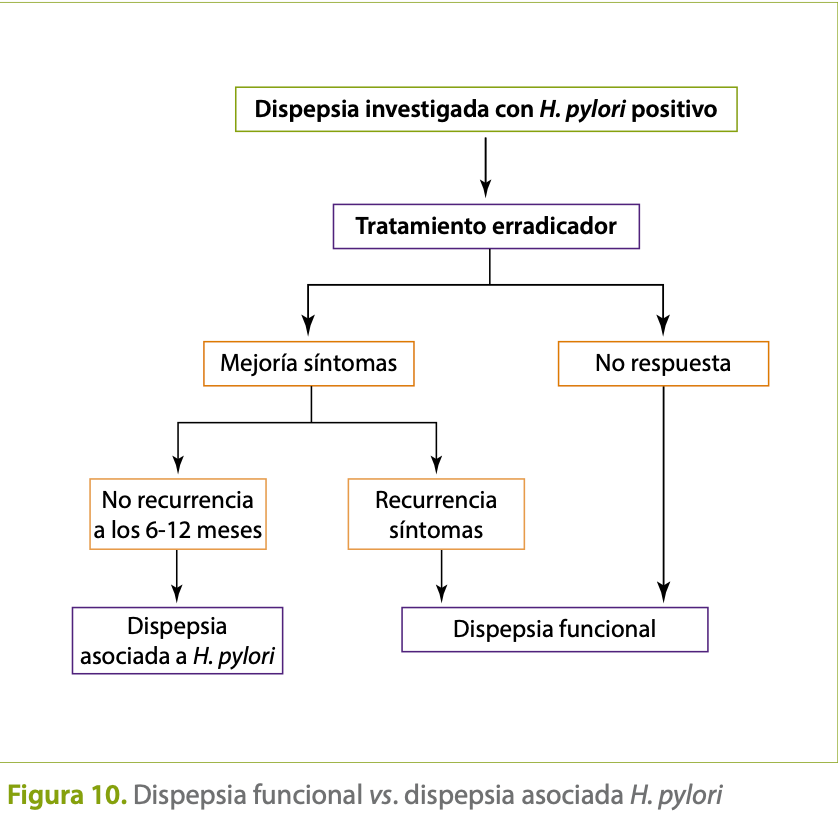 Dispepsia investigada con H. pylori positivo
Tratamiento erradicador
Mejoría síntomas
No respuesta
No recurrencia
a los 6-12 meses
Recurrencia
síntomas
Dispepsia
asociada a H. pylori
Dispepsia funcional
Figura 10. Dispepsia funcional vs. dispepsia asociada H. pylori